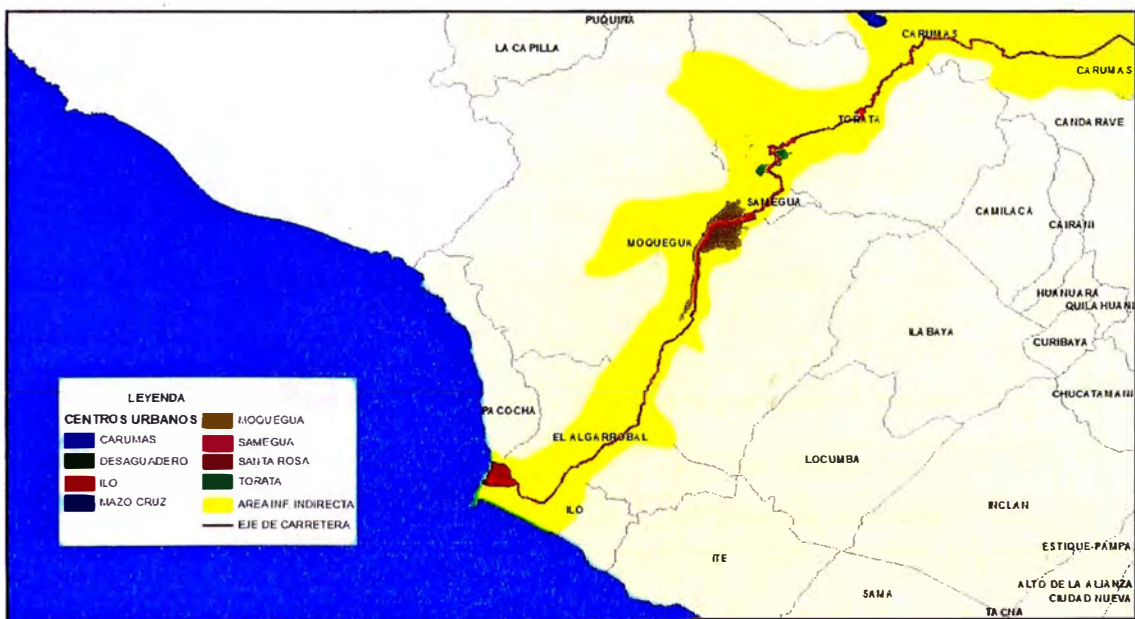 PUQUINA
LA CAPILLA
CARUMAS
CARUMAS
TORATA
CANDARAVE
SAMEGUA
CAMILACA
CAIRANI
MOQUEGUA
HUANUARA
QUILAHUANI
ILABAYA
CURIBAYA
CHUCATAMANI
PACOCHA
EL ALGARROBAL
LOCUMBA
ILO
INCLAN
ITE
ESTIQUE-PAMPA
SAMA
ALTO DE LA ALIANZA
CIUDAD NUEVA
TACNA
LEYENDA
CENTROS URBANOS
CARUMAS
DESAGUADERO
ILO
MAZO CRUZ
MOQUEGUA
SAMEGUA
SANTA ROSA
TORATA
AREA INF. INDIRECTA
EJE DE CARRETERA